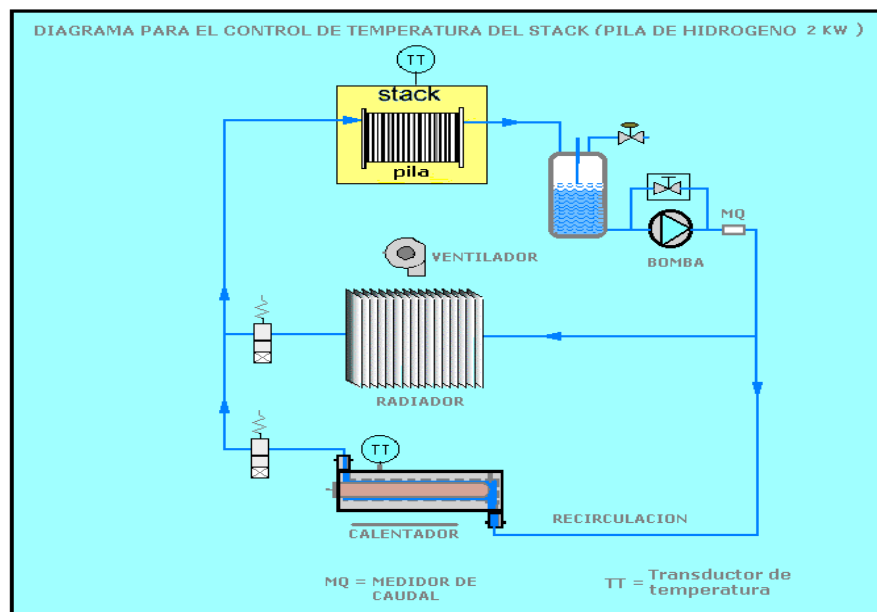 DIAGRAMA PARA EL CONTROL DE TEMPERATURA DEL STACK (PILA DE HIDROGENO 2 KW )
TT
stack
pila
MQ
BOMBA
VENTILADOR
RADIADOR
TT
CALENTADOR
RECIRCULACION
MQ = MEDIDOR DE
CAUDAL
TT = Transductor de
temperatura